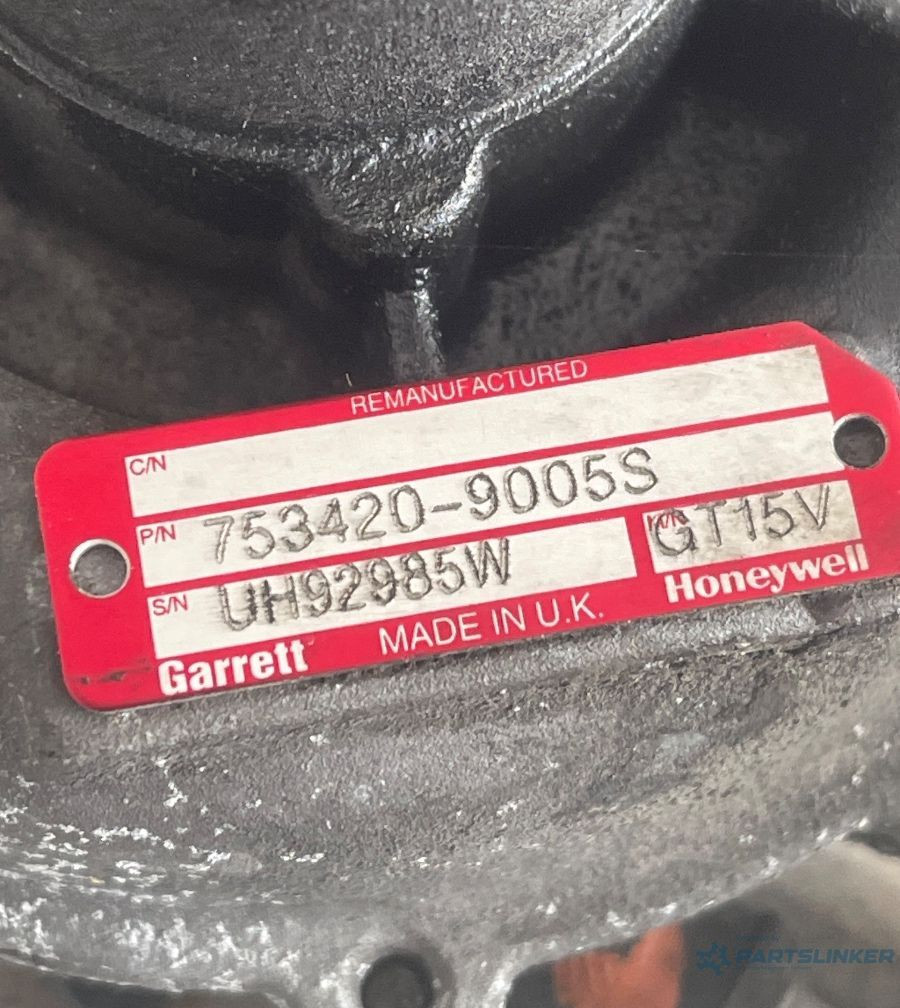 REMANUFACTURED
C/N
P/N 753420-9005S
S/N UH92985W GT15V
Garrett MADE IN U.K. Honeywell
PARTSLINKER